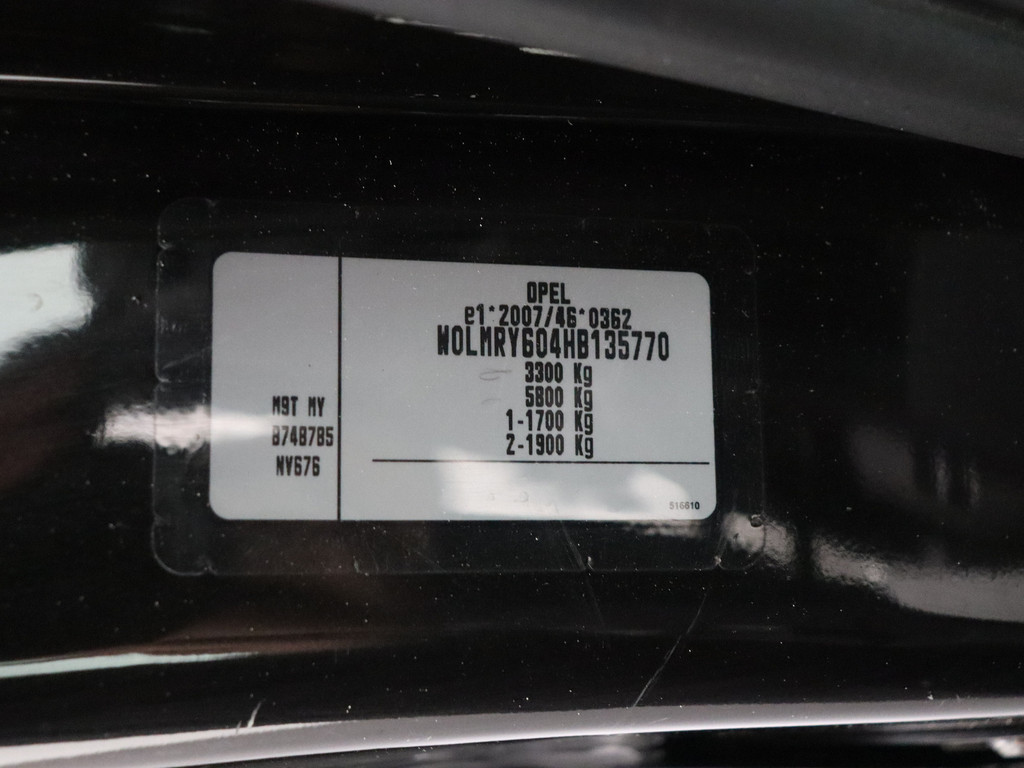 OPEL
e1*2007/46*0362
W0LMRY604HB135770
3300 Kg
5800 Kg
1-1700 Kg
2-1900 Kg
M9T MY
B748785
NV676
516810